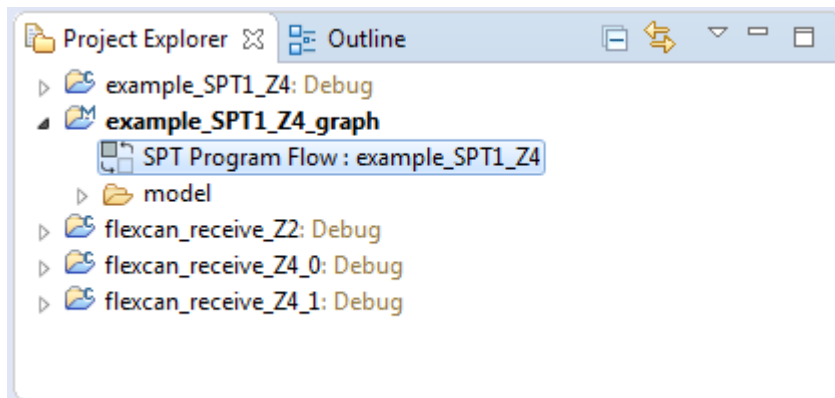 Project Explorer Outline
example_SPT1_Z4: Debug
example_SPT1_Z4_graph
SPT Program Flow : example_SPT1_Z4
model
flexcan_receive_Z2: Debug
flexcan_receive_Z4_0: Debug
flexcan_receive_Z4_1: Debug